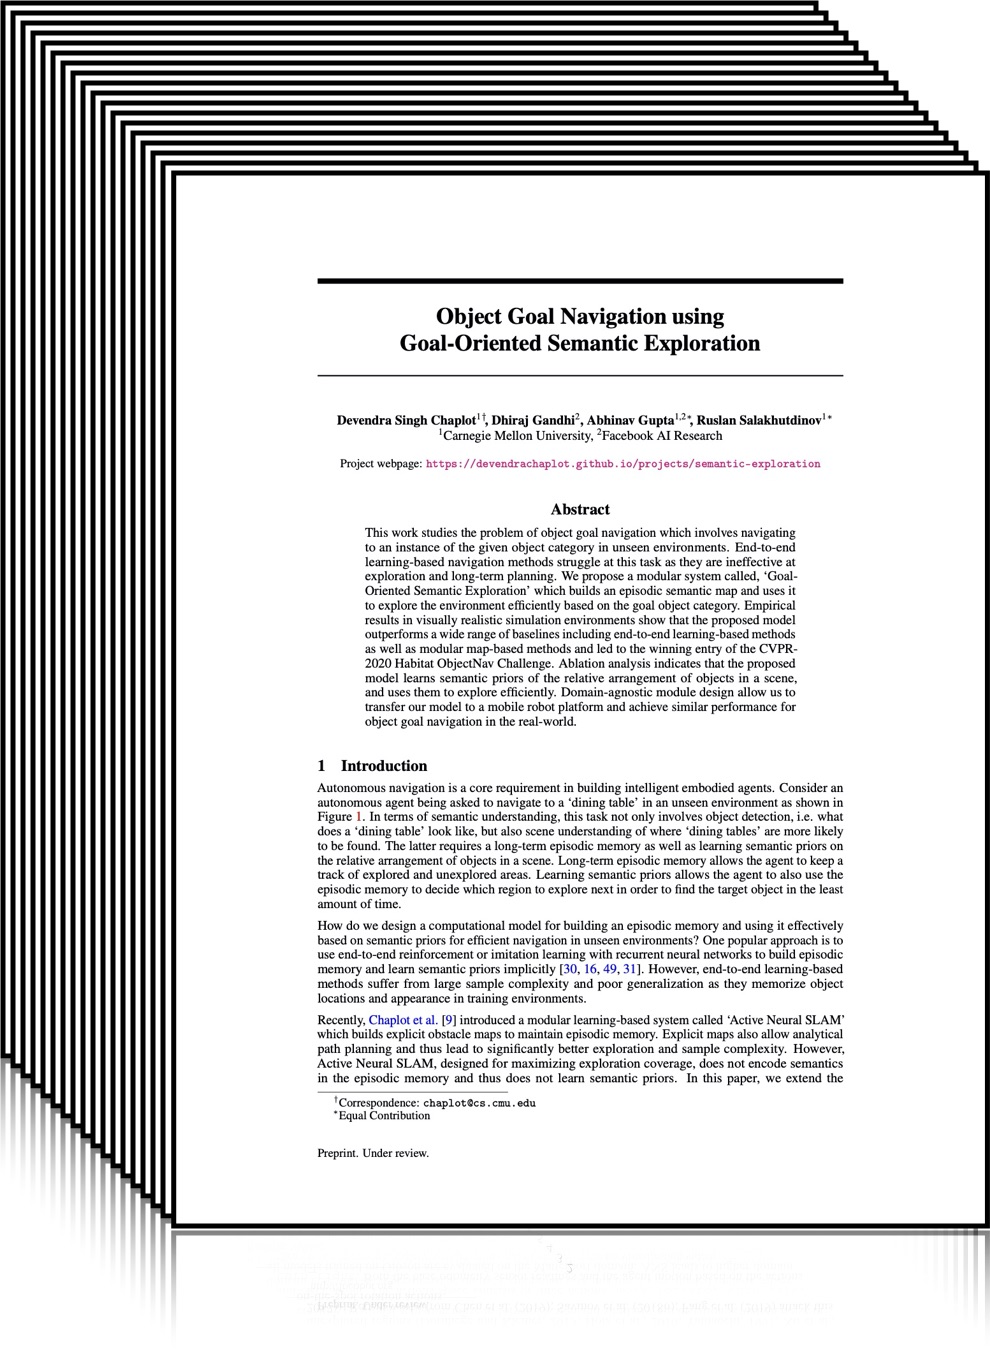 Object Goal Navigation using
Goal-Oriented Semantic Exploration
Devendra Singh Chaplot1†, Dhiraj Gandhi2, Abhinav Gupta1,2*, Ruslan Salakhutdinov1*
1Carnegie Mellon University, 2Facebook AI Research
Project webpage: https://devendrachaplot.github.io/projects/semantic-exploration
Abstract
This work studies the problem of object goal navigation which involves navigating
to an instance of the given object category in unseen environments. End-to-end
learning-based navigation methods struggle at this task as they are ineffective at
exploration and long-term planning. We propose a modular system called, ‘Goal-
Oriented Semantic Exploration’ which builds an episodic semantic map and uses it
to explore the environment efficiently based on the goal object category. Empirical
results in visually realistic simulation environments show that the proposed model
outperforms a wide range of baselines including end-to-end learning-based methods
as well as modular map-based methods and led to the winning entry of the CVPR-
2020 Habitat ObjectNav Challenge. Ablation analysis indicates that the proposed
model learns semantic priors of the relative arrangement of objects in a scene,
and uses them to explore efficiently. Domain-agnostic module design allow us to
transfer our model to a mobile robot platform and achieve similar performance for
object goal navigation in the real-world.
1 Introduction
Autonomous navigation is a core requirement in building intelligent embodied agents. Consider an
autonomous agent being asked to navigate to a ‘dining table’ in an unseen environment as shown in
Figure 1. In terms of semantic understanding, this task not only involves object detection, i.e. what
does a ‘dining table’ look like, but also scene understanding of where ‘dining tables’ are more likely
to be found. The latter requires a long-term episodic memory as well as learning semantic priors on
the relative arrangement of objects in a scene. Long-term episodic memory allows the agent to keep a
track of explored and unexplored areas. Learning semantic priors allows the agent to also use the
episodic memory to decide which region to explore next in order to find the target object in the least
amount of time.
How do we design a computational model for building an episodic memory and using it effectively
based on semantic priors for efficient navigation in unseen environments? One popular approach is to
use end-to-end reinforcement or imitation learning with recurrent neural networks to build episodic
memory and learn semantic priors implicitly [30, 16, 49, 31]. However, end-to-end learning-based
methods suffer from large sample complexity and poor generalization as they memorize object
locations and appearance in training environments.
Recently, Chaplot et al. [9] introduced a modular learning-based system called ‘Active Neural SLAM’
which builds explicit obstacle maps to maintain episodic memory. Explicit maps also allow analytical
path planning and thus lead to significantly better exploration and sample complexity. However,
Active Neural SLAM, designed for maximizing exploration coverage, does not encode semantics
in the episodic memory and thus does not learn semantic priors. In this paper, we extend the
†Correspondence: chaplot@cs.cmu.edu
*Equal Contribution
Preprint. Under review.